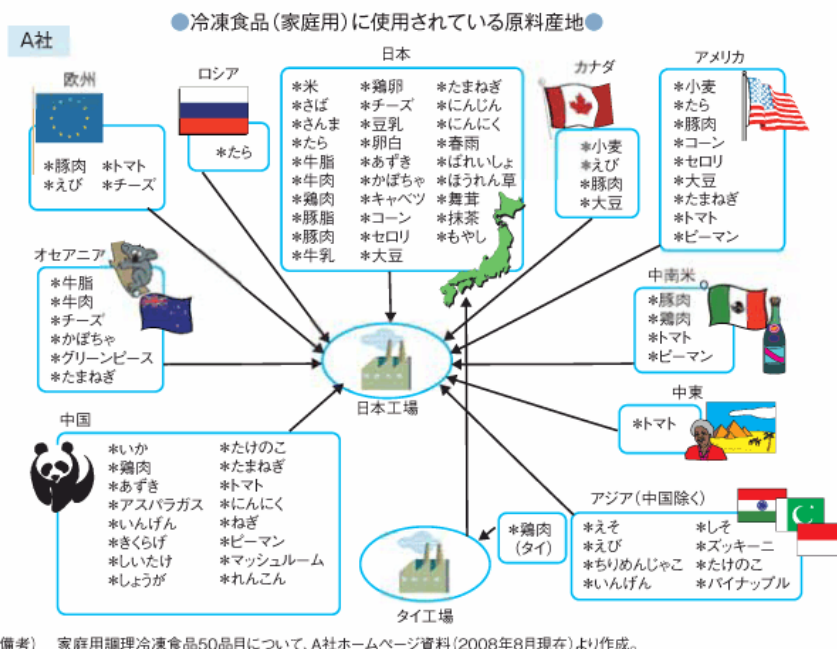 ●冷凍食品(家庭用)に使用されている原料産地●
A社
欧州
*豚肉 *トマト
*えび *チーズ
ロシア
*たら
日本
*米 *鶏卵 *たまねぎ
*さば *チーズ *にんじん
*さんま *豆乳 *にんにく
*たら *卵白 *春雨
*牛脂 *あずき *ばれいしょ
*牛肉 *かぼちゃ *ほうれん草
*鶏肉 *キャベツ *舞茸
*豚脂 *コーン *抹茶
*豚肉 *セロリ *もやし
*牛乳 *大豆
カナダ
*小麦
*えび
*豚肉
*大豆
アメリカ
*小麦
*たら
*豚肉
*コーン
*セロリ
*大豆
*たまねぎ
*トマト
*ピーマン
オセアニア
*牛脂
*牛肉
*チーズ
*かぼちゃ
*グリーンピース
*たまねぎ
日本工場
中南米
*豚肉
*鶏肉
*トマト
*ピーマン
中東
*トマト
中国
*いか *たけのこ
*鶏肉 *たまねぎ
*あずき *トマト
*アスパラガス *にんにく
*いんげん *ねぎ
*きくらげ *ピーマン
*しいたけ *マッシュルーム
*しょうが *れんこん
タイ工場
*鶏肉
(タイ)
アジア(中国除く)
*えそ *しそ
*えび *ズッキーニ
*ちりめんじゃこ *たけのこ
*いんげん *パイナップル
備考) 家庭用調理冷凍食品50品目について、A社ホームページ資料(2008年8月現在)より作成。